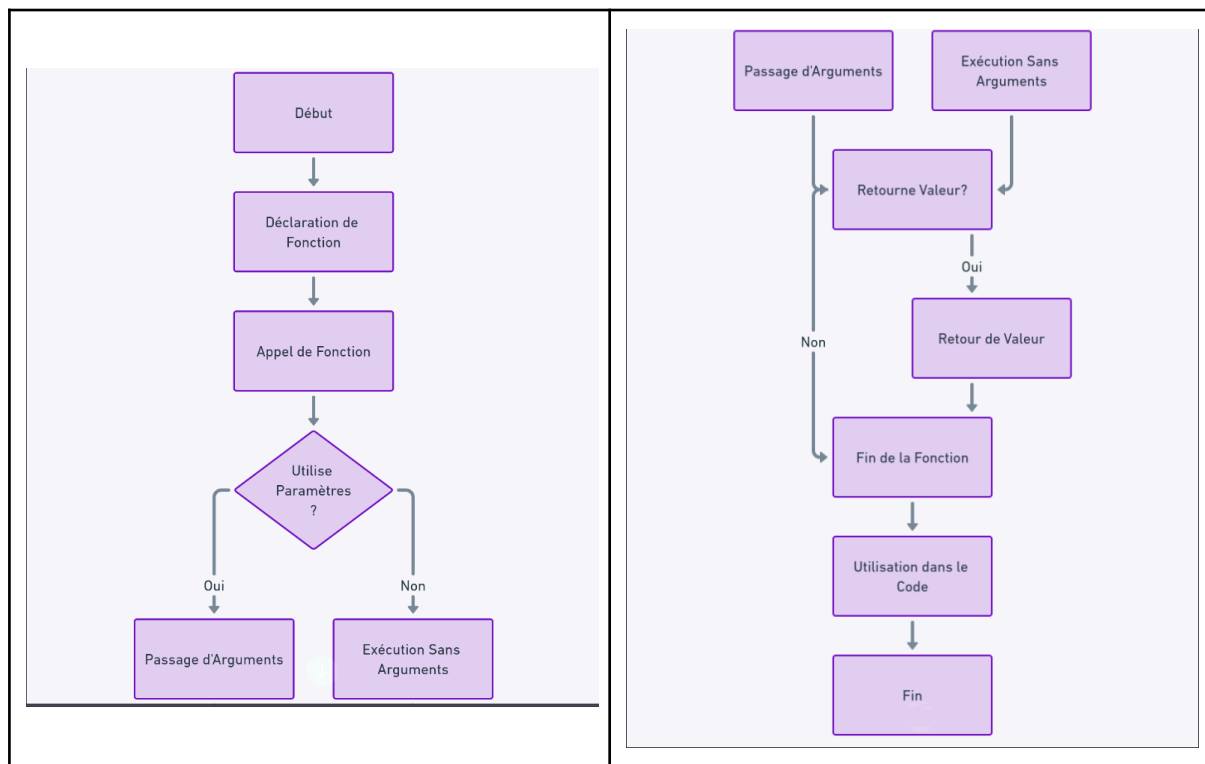 Début
Déclaration de
Fonction
Appel de Fonction
Utilise
Paramètres
?
Oui
Non
Passage d'Arguments
Exécution Sans
Arguments
Passage d'Arguments
Exécution Sans
Arguments
Retourne Valeur?
Oui
Non
Retour de Valeur
Fin de la Fonction
Utilisation dans le
Code
Fin